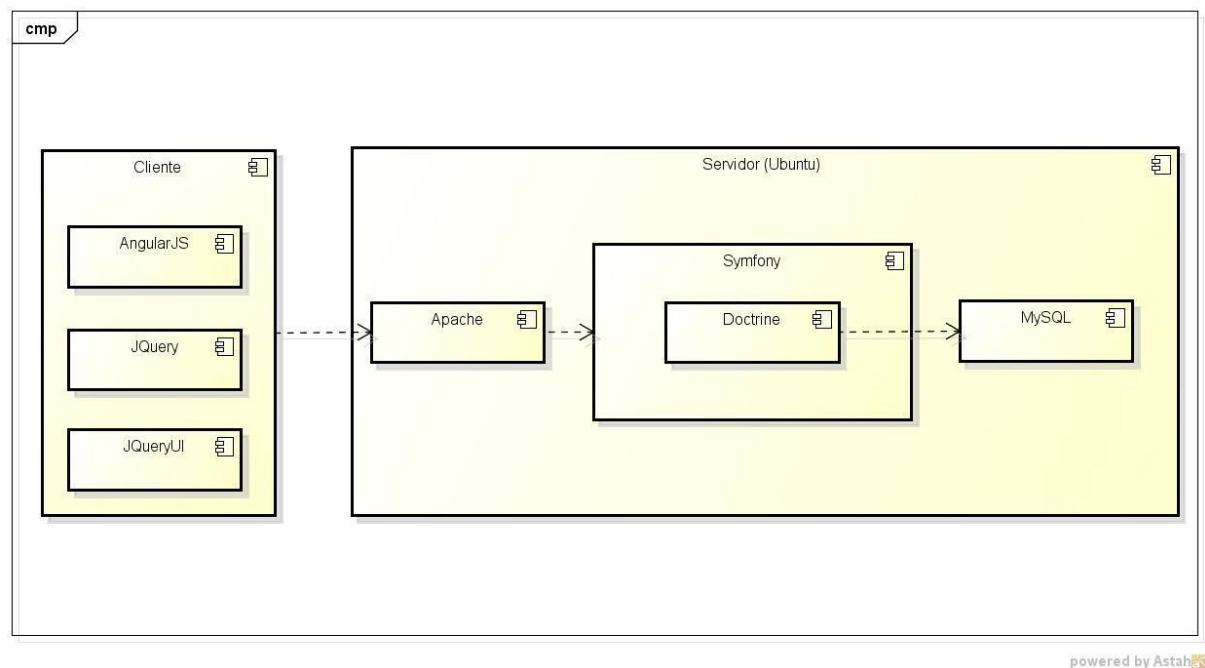 cmp
Cliente
AngularJS
JQuery
JQueryUI
Servidor (Ubuntu)
Apache
Symfony
Doctrine
MySQL
powered by Astah